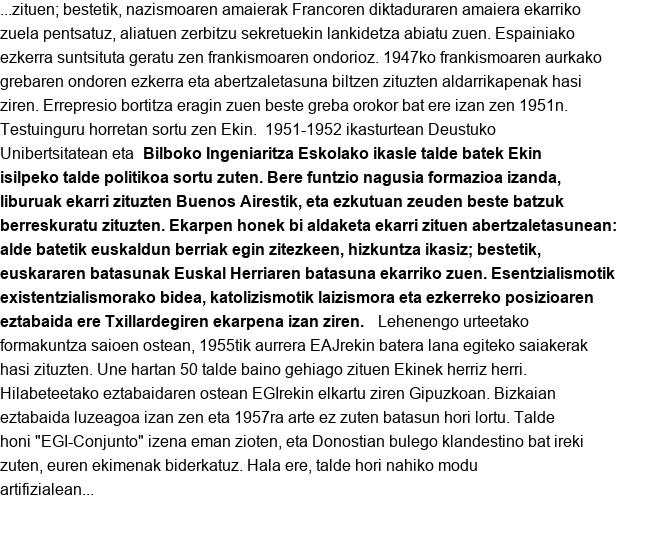 ...zituen; bestetik, nazismoaren amaierak Francoren diktaduraren amaiera ekarriko
zuela pentsatuz, aliatuen zerbitzu sekretuekin lankidetza abiatu zuen. Espainiako
ezkerra suntsituta geratu zen frankismoaren ondorioz. 1947ko frankismoaren aurkako
grebaren ondoren ezkerra eta abertzaletasuna biltzen zituzten aldarrikapenak hasi
ziren. Errepresio bortitza eragin zuen beste greba orokor bat ere izan zen 1951n.
Testuinguru horretan sortu zen Ekin.  1951-1952 ikasturtean Deustuko
Unibertsitatean eta  Bilboko Ingeniaritza Eskolako ikasle talde batek Ekin
isilpeko talde politikoa sortu zuten. Bere funtzio nagusia formazioa izanda,
liburuak ekarri zituzten Buenos Airestik, eta ezkutuan zeuden beste batzuk
berreskuratu zituzten. Ekarpen honek bi aldaketa ekarri zituen abertzaletasunean:
alde batetik euskaldun berriak egin zitezkeen, hizkuntza ikasiz; bestetik,
euskararen batasunak Euskal Herriaren batasuna ekarriko zuen. Esentzialismotik
existentzialismorako bidea, katolizismotik laizismora eta ezkerreko posizioaren
eztabaida ere Txillardegiren ekarpena izan ziren.   Lehenengo urteetako
formakuntza saioen ostean, 1955tik aurrera EAJrekin batera lana egiteko saiakerak
hasi zituzten. Une hartan 50 talde baino gehiago zituen Ekinek herriz herri.
Hilabeteetako eztabaidaren ostean EGIrekin elkartu ziren Gipuzkoan. Bizkaian
eztabaida luzeagoa izan zen eta 1957ra arte ez zuten batasun hori lortu. Talde
honi "EGI-Conjunto" izena eman zioten, eta Donostian bulego klandestino bat ireki
zuten, euren ekimenak biderkatuz. Hala ere, talde hori nahiko modu
artifizialean...